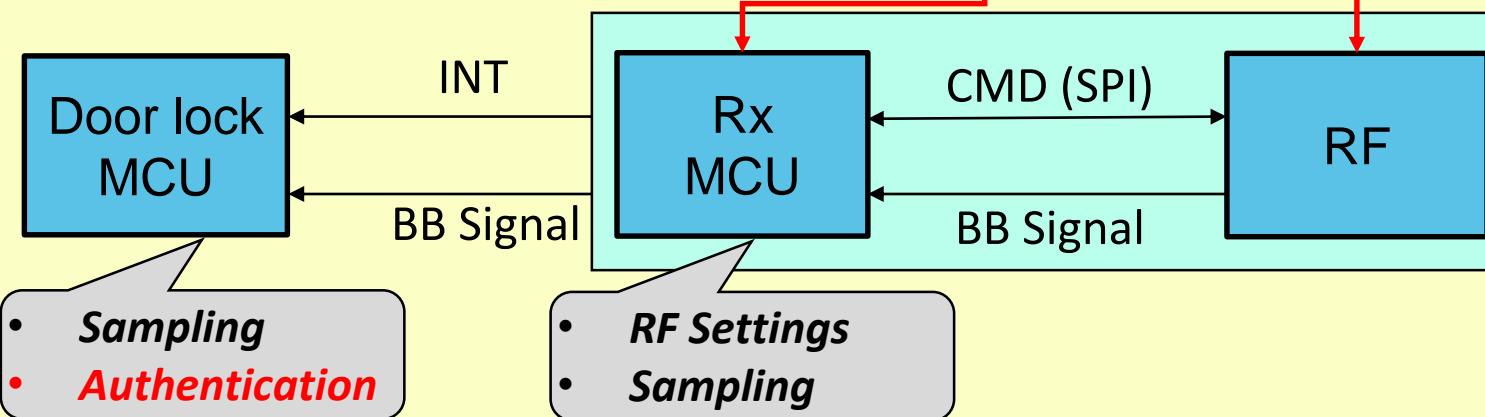 Door lock
MCU
INT
BB Signal
Rx
MCU
CMD (SPI)
BB Signal
RF
• Sampling
• Authentication
• RF Settings
• Sampling